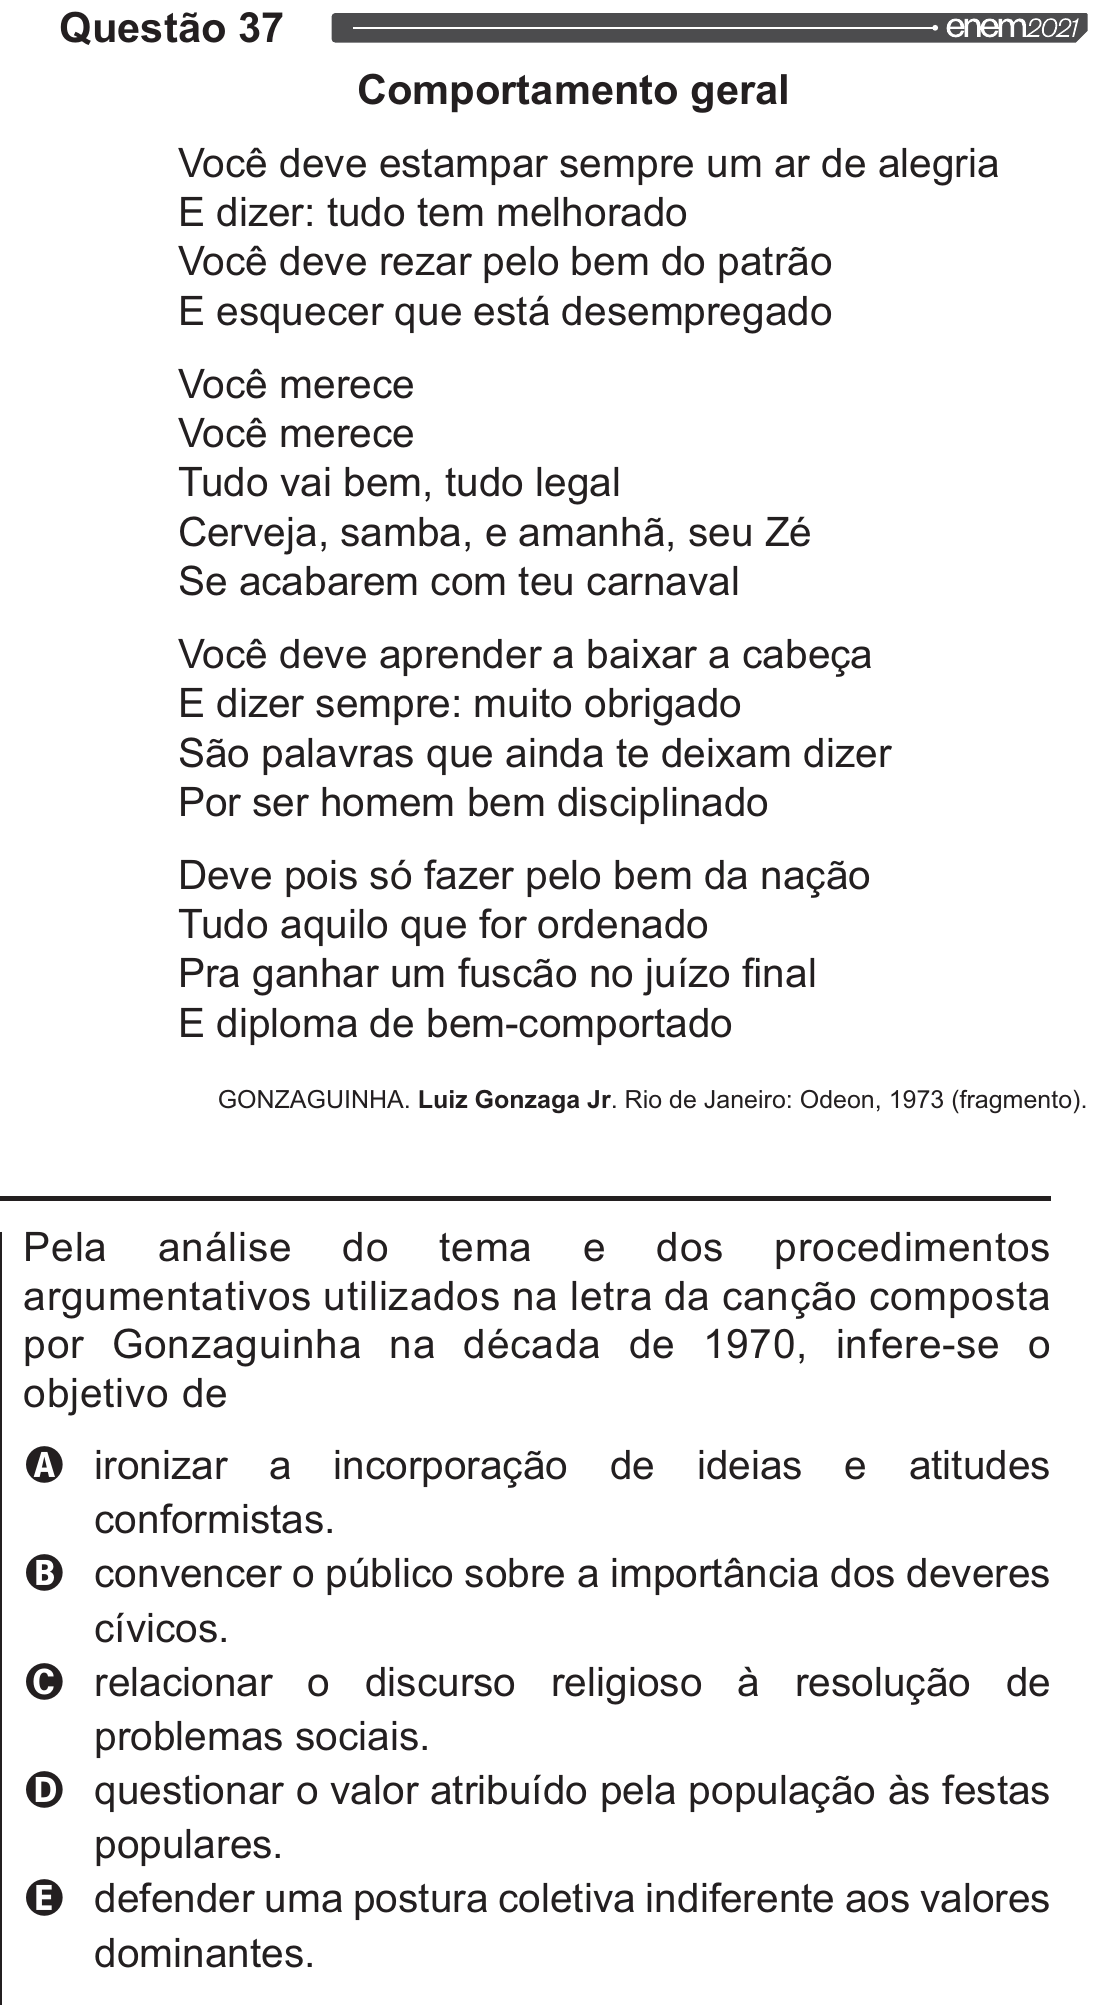 Questão 37
enem2021
Comportamento geral
Você deve estampar sempre um ar de alegria
E dizer: tudo tem melhorado
Você deve rezar pelo bem do patrão
E esquecer que está desempregado
Você merece
Você merece
Tudo vai bem, tudo legal
Cerveja, samba, e amanhã, seu Zé
Se acabarem com teu carnaval
Você deve aprender a baixar a cabeça
E dizer sempre: muito obrigado
São palavras que ainda te deixam dizer
Por ser homem bem disciplinado
Deve pois só fazer pelo bem da nação
Tudo aquilo que for ordenado
Pra ganhar um fuscão no juízo final
E diploma de bem-comportado
GONZAGUINHA. Luiz Gonzaga Jr. Rio de Janeiro: Odeon, 1973 (fragmento).
Pela análise do tema e dos procedimentos
argumentativos utilizados na letra da canção composta
por Gonzaguinha na década de 1970, infere-se o
objetivo de
A ironizar a incorporação de ideias e atitudes
conformistas.
B convencer o público sobre a importância dos deveres
cívicos.
C relacionar o discurso religioso à resolução de
problemas sociais.
D questionar o valor atribuído pela população às festas
populares.
E defender uma postura coletiva indiferente aos valores
dominantes.